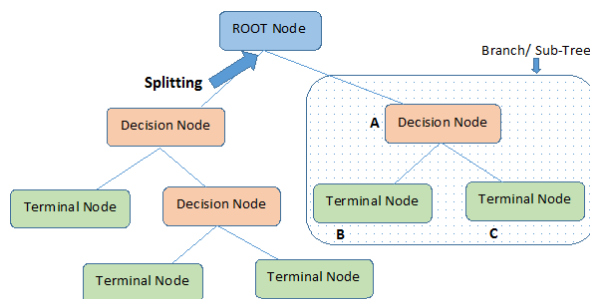 ROOT Node
Branch/ Sub-Tree
Splitting
Decision Node
A
Decision Node
Terminal Node
Decision Node
Terminal Node
Terminal Node
B
C
Terminal Node
Terminal Node